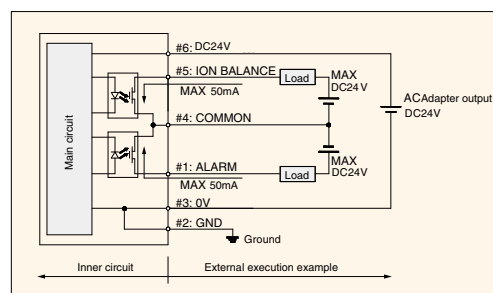 #6: DC24V
#5: ION BALANCE
Load
MAX
DC24V
MAX 50mA
ACAdapter output
DC24V
#4: COMMON
Main circuit
MAX
DC24V
#1: ALARM
Load
MAX 50mA
#3: 0V
#2: GND
Ground
Inner circuit
External execution example